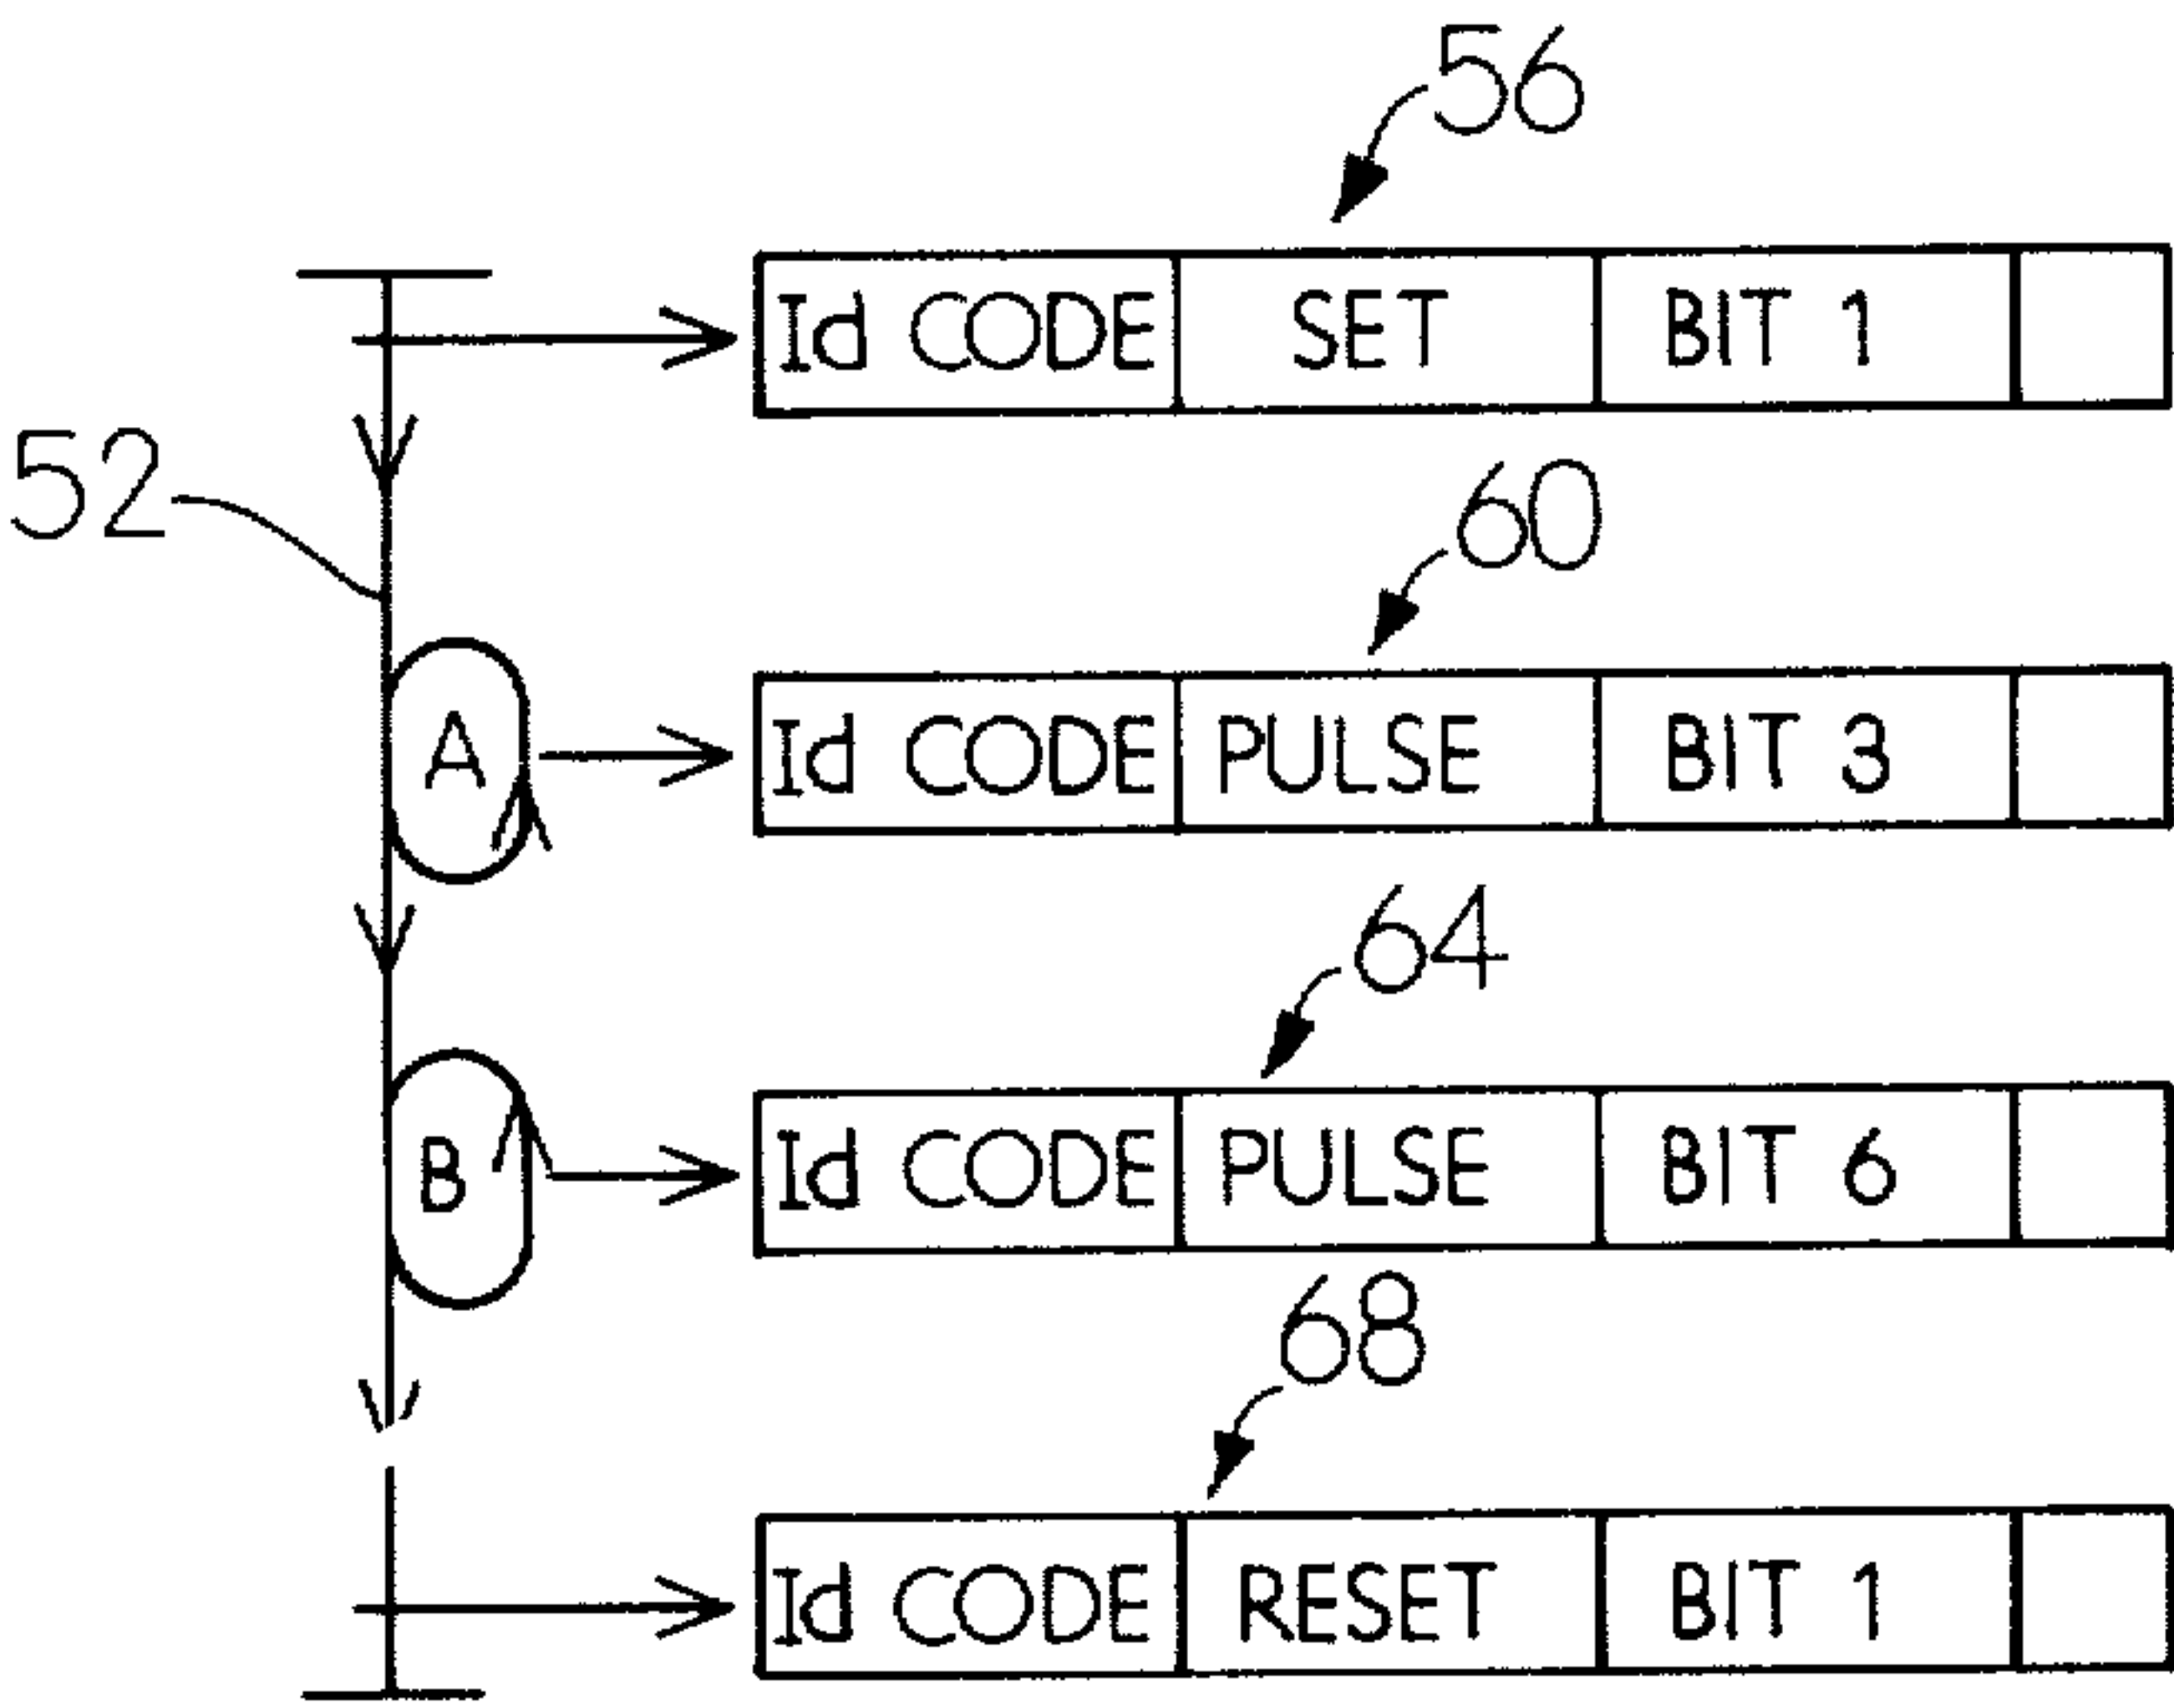 56
Id CODE SET BIT 1
52
60
A Id CODE PULSE BIT 3
64
B Id CODE PULSE BIT 6
68
Id CODE RESET BIT 1